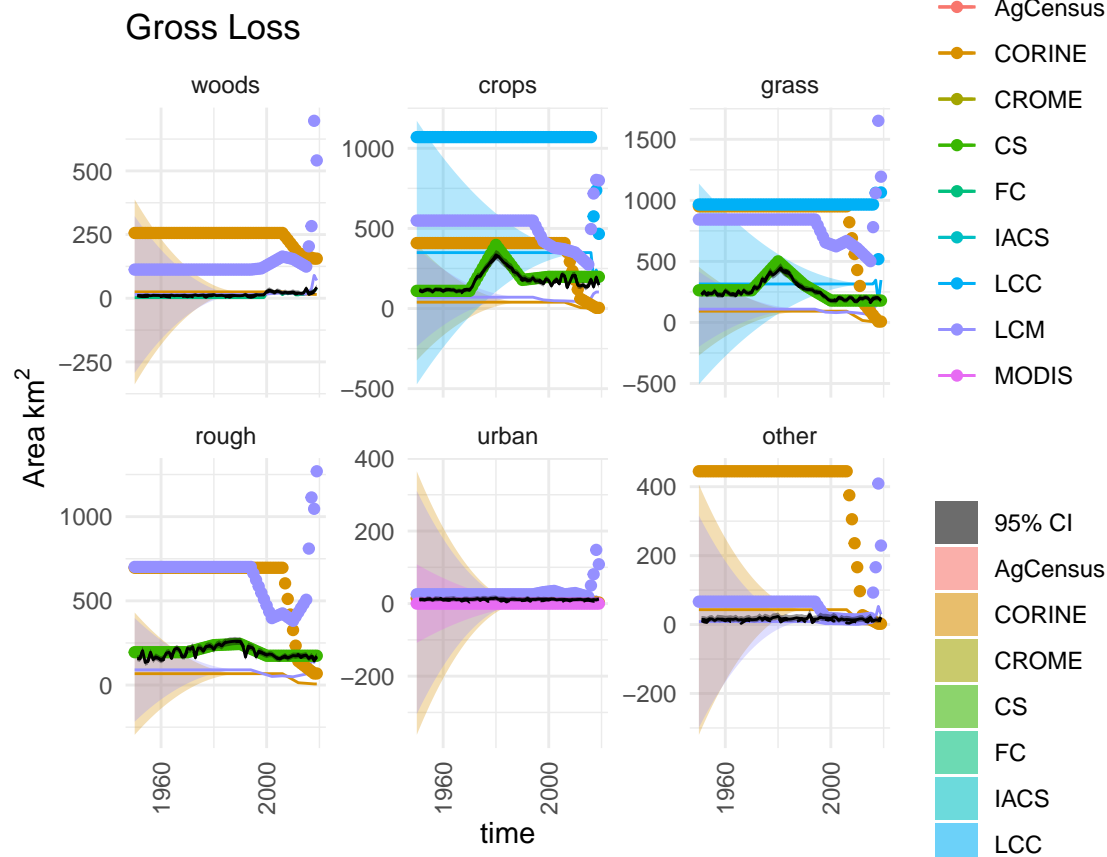 Gross Loss
woods
crops
grass
500
250
0
−250
1000
500
0
−500
1500
1000
500
0
−500
rough
urban
other
1000
500
0
400
200
0
−200
400
200
0
−200
1960
2000
1960
2000
1960
2000
time
Area km²
AgCensus
CORINE
CROME
CS
FC
IACS
LCC
LCM
MODIS
95% CI
AgCensus
CORINE
CROME
CS
FC
IACS
LCC